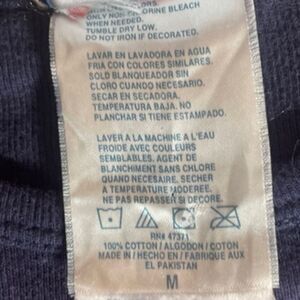 ONLY NON-CHLORINE BLEACH
WHEN NEEDED.
TUMBLE DRY LOW.
DO NOT IRON IF DECORATED.
LAVAR EN LAVADORA EN AGUA
FRIA CON COLORES SIMILARES.
SOLO BLANQUEADOR SIN
CLORO CUANDO NECESARIO.
SECAR EN SECADORA.
TEMPERATURA BAJA. NO
PLANCHAR SI TIENE ESTAMPADO.
LAVER A LA MACHINE A L'EAU
FROIDE AVEC COULEURS
SEMBLABLES. AGENT DE
BLANCHIMENT SANS CHLORE
QUAND NECESSAIRE. SECHER
A TEMPERATURE MODEREE.
NE PAS REPASSER SI DECORE.
RN# 47371
100% COTTON / ALGODON / COTON
MADE IN / HECHO EN / FABRIQUE AUX
EL PAKISTAN
M